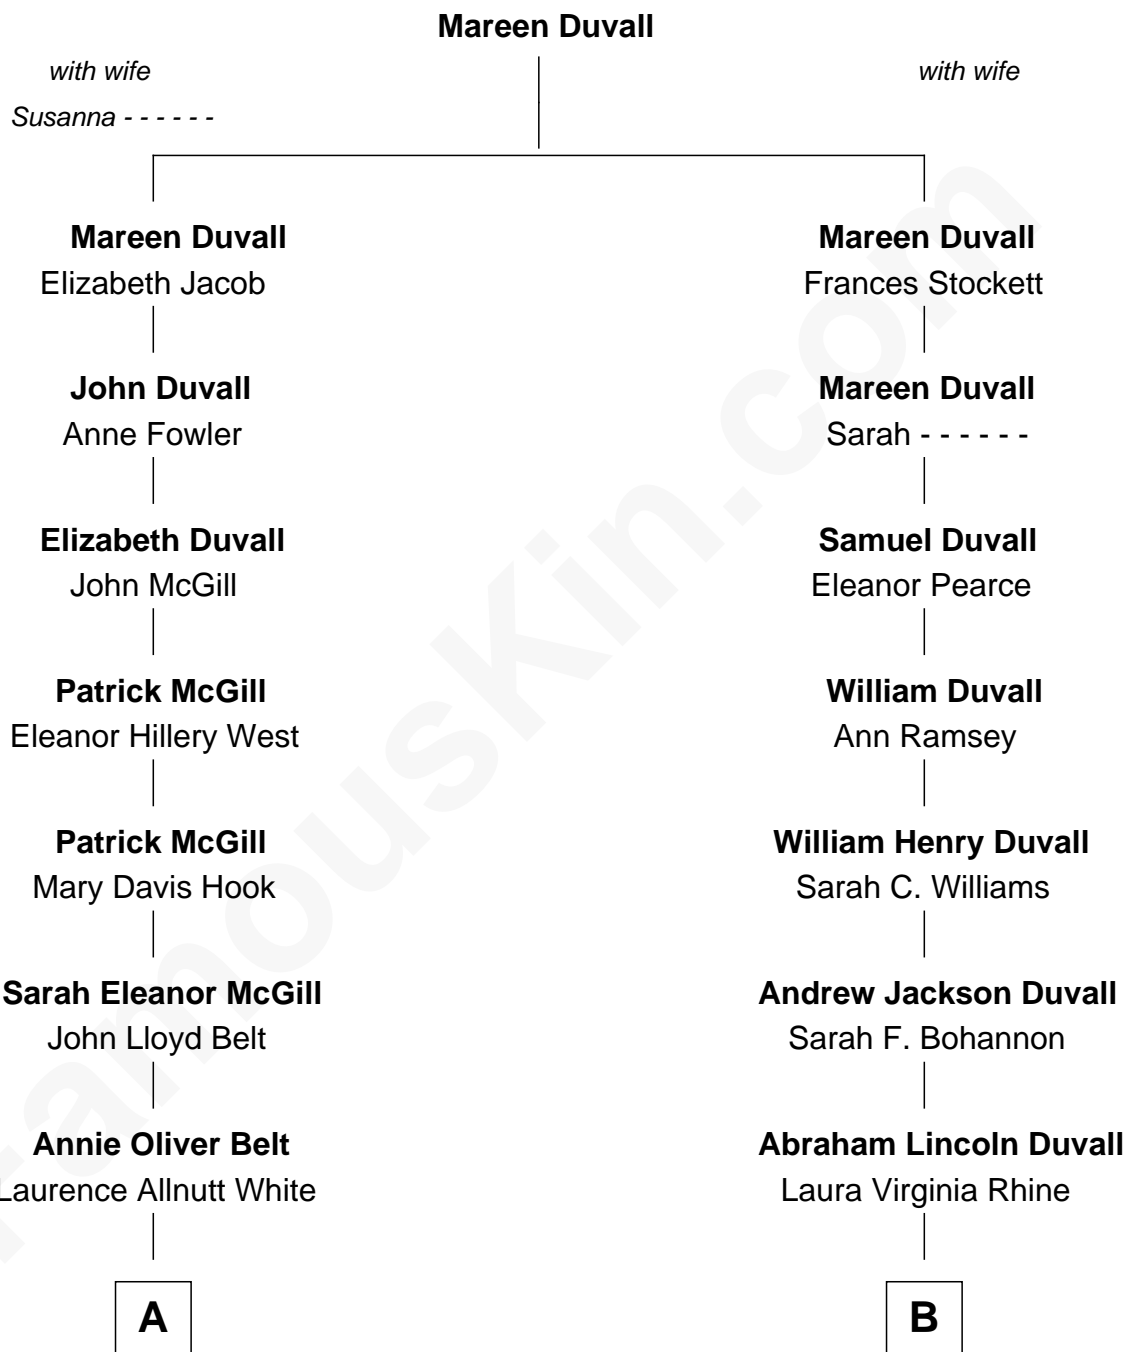 Mareen Duvall
with wife
with wife
Susanna - - - - - -
Mareen Duvall
Mareen Duvall
Elizabeth Jacob
Frances Stockett
John Duvall
Mareen Duvall
Anne Fowler
Sarah - - - - - -
Elizabeth Duvall
Samuel Duvall
John McGill
Eleanor Pearce
Patrick McGill
William Duvall
Eleanor Hillery West
Ann Ramsey
Patrick McGill
William Henry Duvall
Mary Davis Hook
Sarah C. Williams
Sarah Eleanor McGill
Andrew Jackson Duvall
John Lloyd Belt
Sarah F. Bohannon
Annie Oliver Belt
Abraham Lincoln Duvall
Laurence Allnutt White
Laura Virginia Rhine
A
B
FamousKin.com